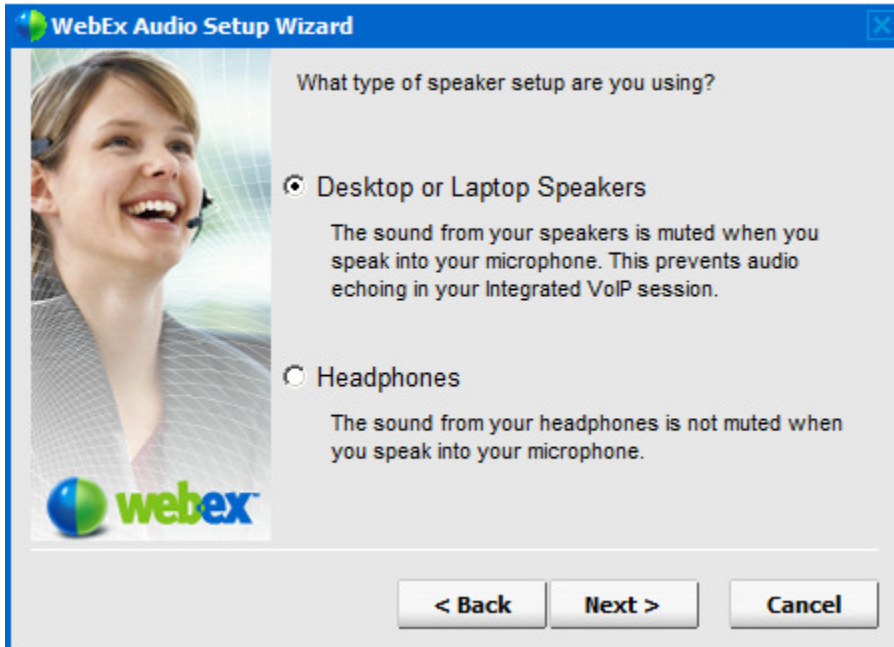 WebEx Audio Setup Wizard
What type of speaker setup are you using?
Desktop or Laptop Speakers
The sound from your speakers is muted when you
speak into your microphone. This prevents audio
echoing in your Integrated VoIP session.
Headphones
The sound from your headphones is not muted when
you speak into your microphone.
webex™
< Back
Next >
Cancel